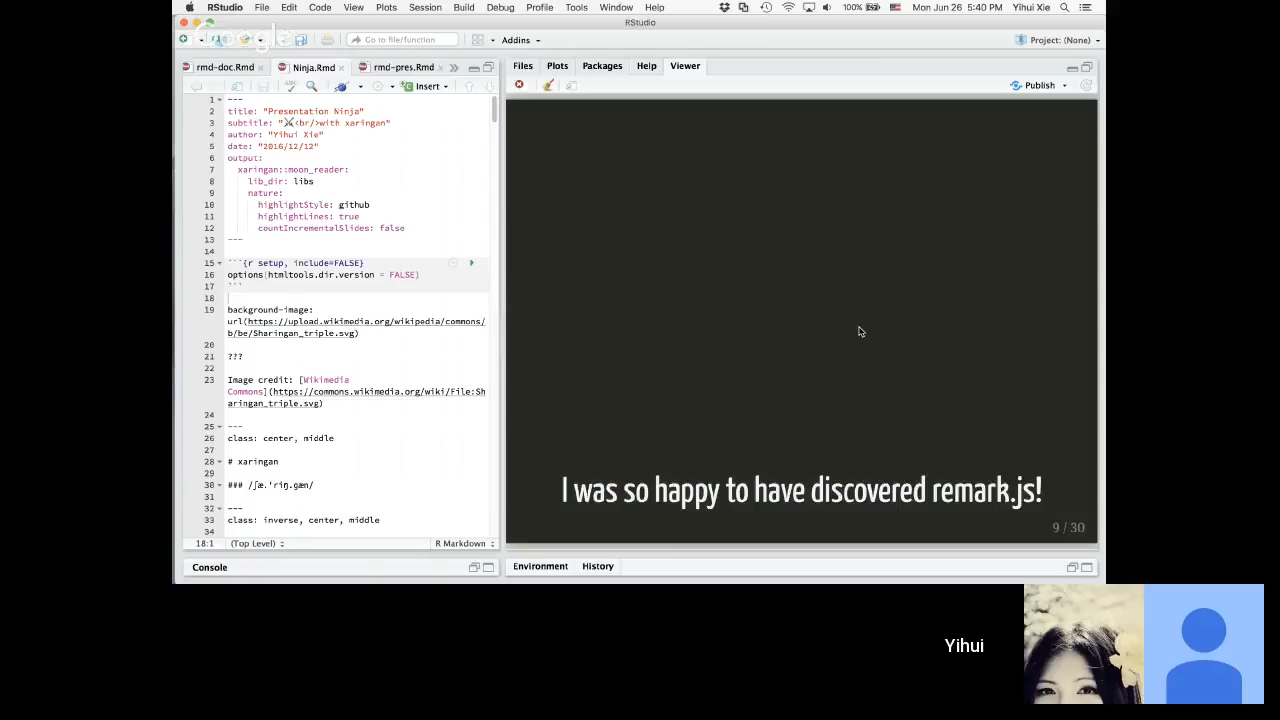 RStudio File Edit Code View Plots Session Build Debug Profile Tools Window Help 100% Mon Jun 26 5:40 PM Yihui Xie
RStudio
Go to file/function Addins Project: (None)
rmd-doc.Rmd Ninja.Rmd rmd-pres.Rmd
Insert
1 ---
2 title: "Presentation Ninja"
3 subtitle: "⚔<br/>with xaringan"
4 author: "Yihui Xie"
5 date: "2016/12/12"
6 output:
7 xaringan::moon_reader:
8 lib_dir: libs
9 nature:
10 highlightStyle: github
11 highlightLines: true
12 countIncrementalSlides: false
13 ---
14
15 ```{r setup, include=FALSE}
16 options(htmltools.dir.version = FALSE)
17 ```
18
19 background-image:
url(https://upload.wikimedia.org/wikipedia/commons/
b/be/Sharingan_triple.svg)
20
21 ???
22
23 Image credit: [Wikimedia
Commons](https://commons.wikimedia.org/wiki/File:Sh
aringan_triple.svg)
24
25 ---
26 class: center, middle
27
28 # xaringan
29
30 ### /ʃæ.'riŋ.gæn/
31
32 ---
33 class: inverse, center, middle
34
18:1 (Top Level) R Markdown
Console
Files Plots Packages Help Viewer
Publish
I was so happy to have discovered remark.js!
9 / 30
Environment History
Yihui